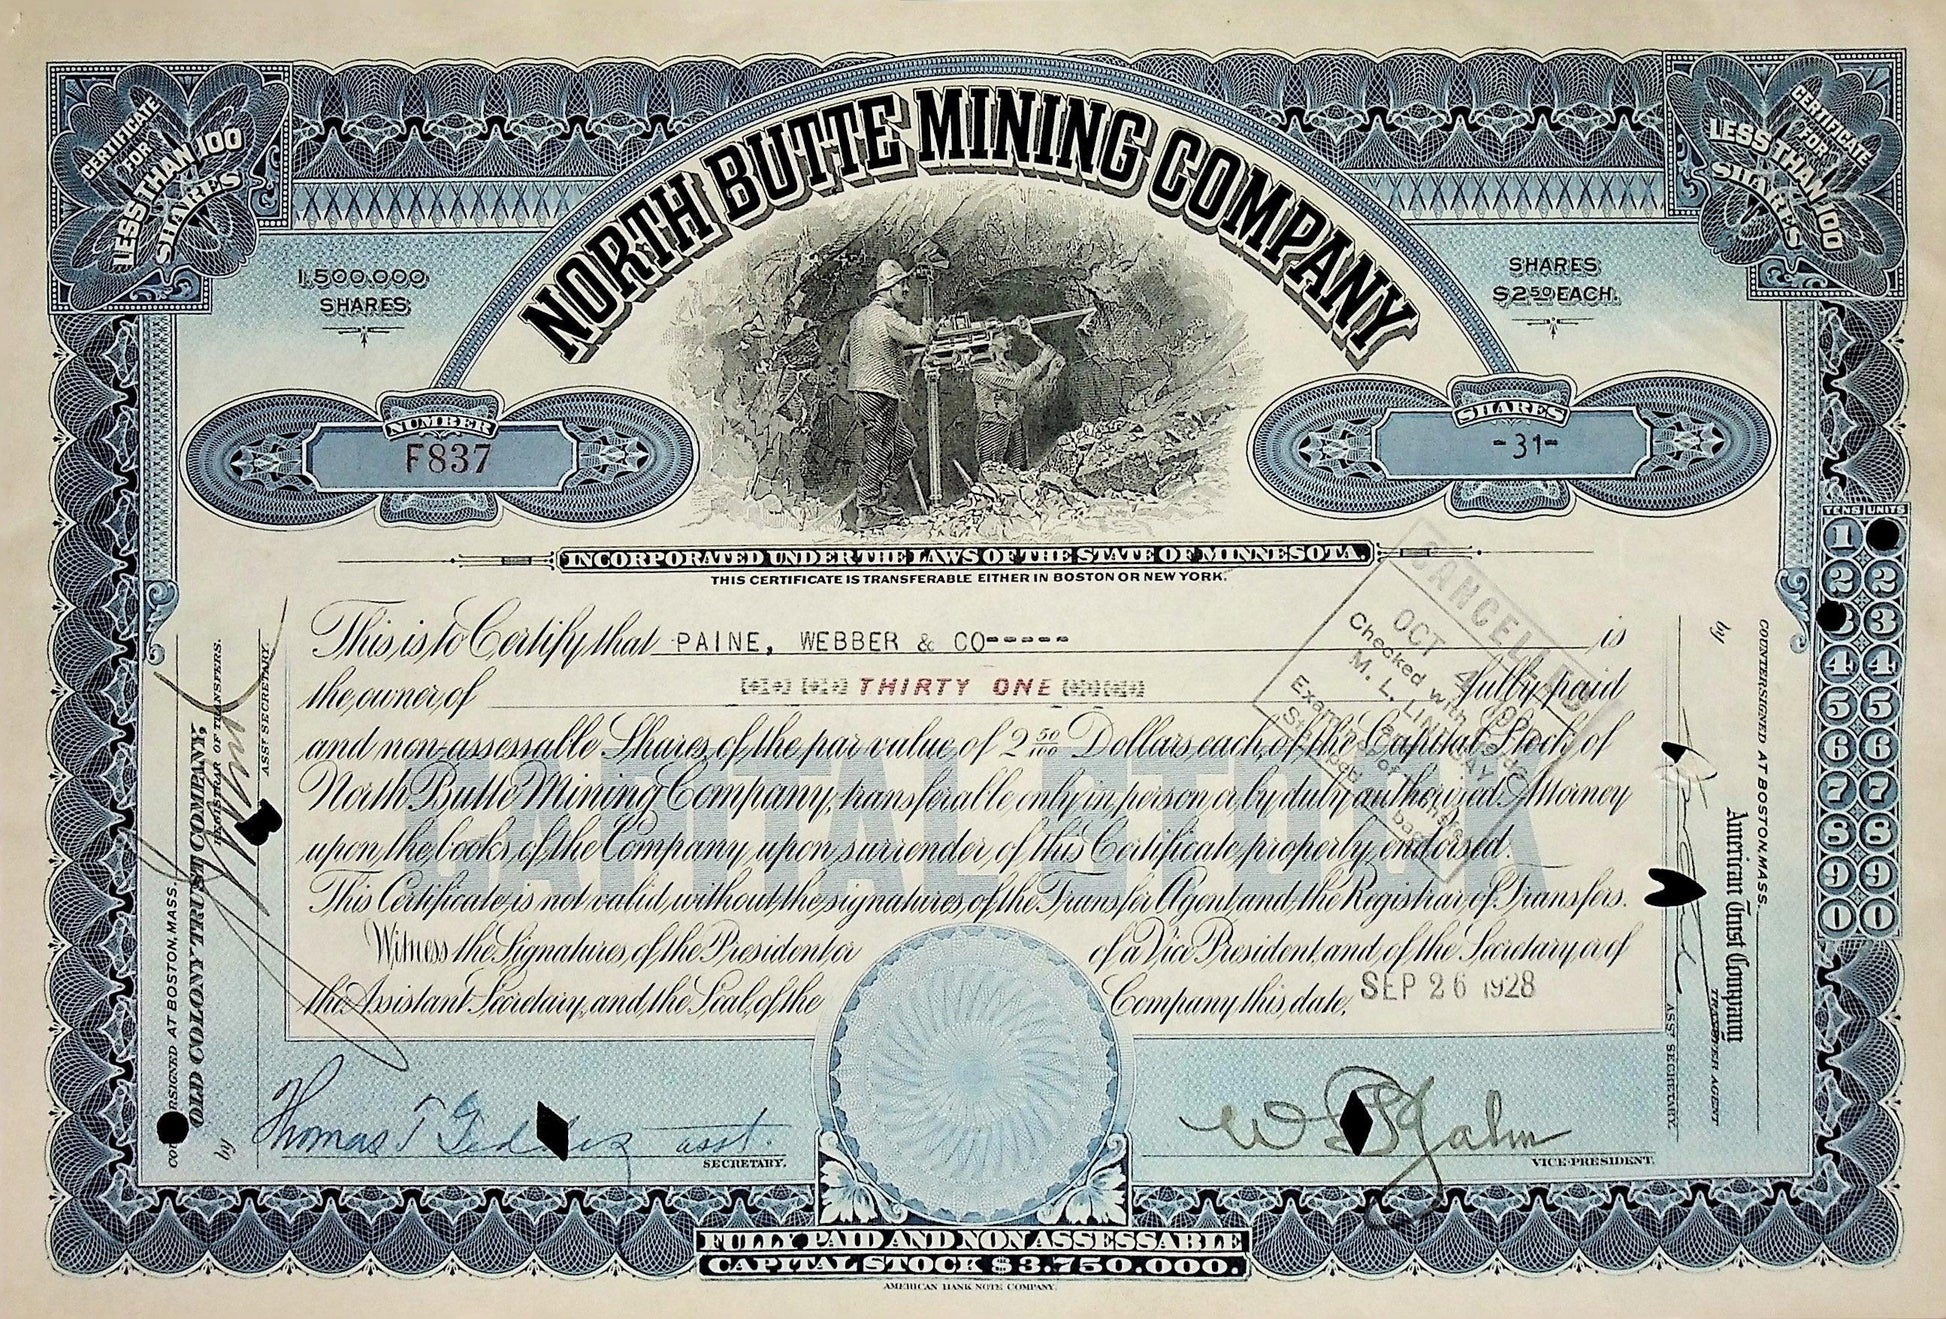 CERTIFICATE
FOR
LESS THAN 100
SHARES
NORTH BUTTE MINING COMPANY
CERTIFICATE
FOR
LESS THAN 100
SHARES
1,500,000
SHARES
SHARES
$2.50 EACH.
NUMBER
F837
SHARES
-31-
INCORPORATED UNDER THE LAWS OF THE STATE OF MINNESOTA.
THIS CERTIFICATE IS TRANSFERABLE EITHER IN BOSTON OR NEW YORK.
This is to Certify that PAINE, WEBBER & CO----- is
the owner of THIRTY ONE fully paid
and non-assessable Shares of the par value of 2 50/100 Dollars each, of the Capital Stock of
North Butte Mining Company, transferable only in person or by duly authorized Attorney
upon the books of the Company upon surrender of this Certificate properly endorsed.
This Certificate is not valid without the signatures of the Transfer Agent and the Registrar of Transfers.
Witness the Signatures of the President or of a Vice President, and of the Secretary or of
the Assistant Secretary, and the Seal of the Company this date, SEP 26 1928
CAPITAL STOCK
CANCELLED
OCT 4
Checked with
M. L. LINDSAY
Thomas T asst.
SECRETARY.
W
VICE-PRESIDENT.
COUNTERSIGNED AT BOSTON, MASS.
OLD COLONY TRUST COMPANY,
REGISTRAR OF TRANSFERS.
by
ASS'T SECRETARY.
by
COUNTERSIGNED AT BOSTON, MASS.
American Trust Company
TRANSFER AGENT
ASS'T SECRETARY.
TENS UNITS
1
2 2
3
4 4
5 5
6 6
7 7
8 8
9 9
0 0
FULLY PAID AND NON ASSESSABLE
CAPITAL STOCK $3,750,000.
AMERICAN BANK NOTE COMPANY.